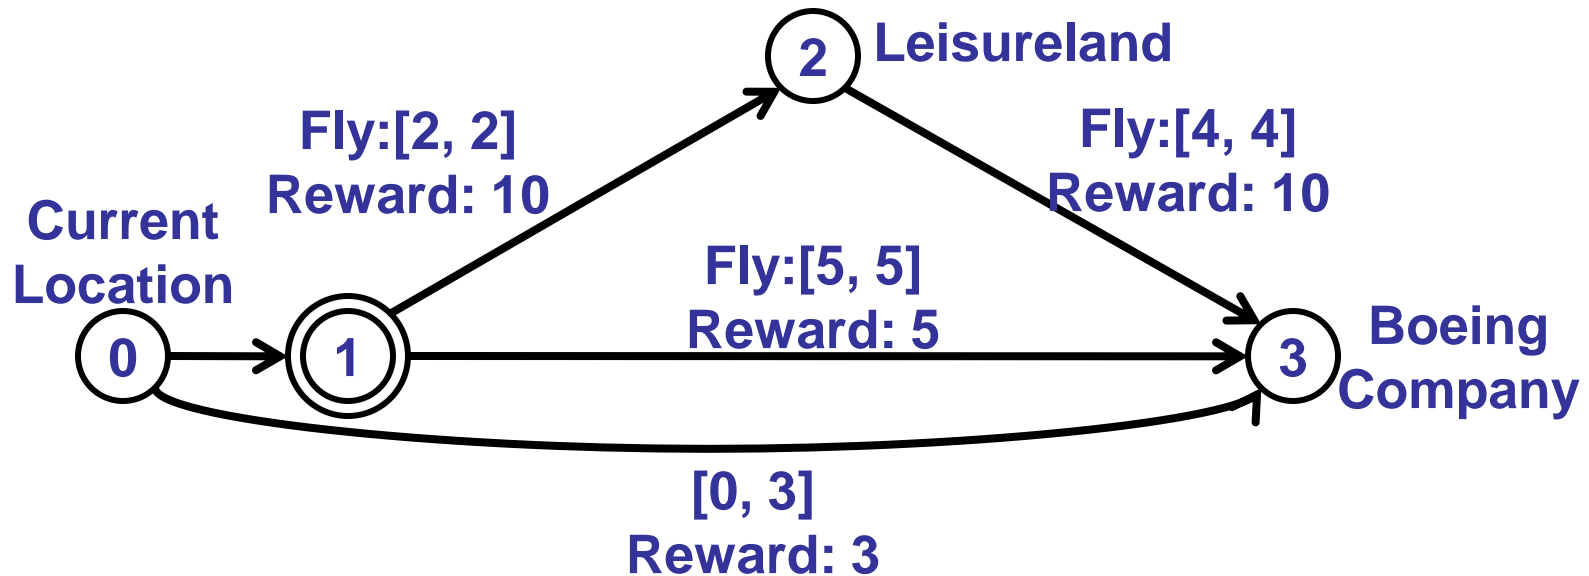 2
Leisureland
Fly:[2, 2]
Reward: 10
Fly:[4, 4]
Reward: 10
Current
Location
Fly:[5, 5]
Reward: 5
0
1
3
Boeing
Company
[0, 3]
Reward: 3